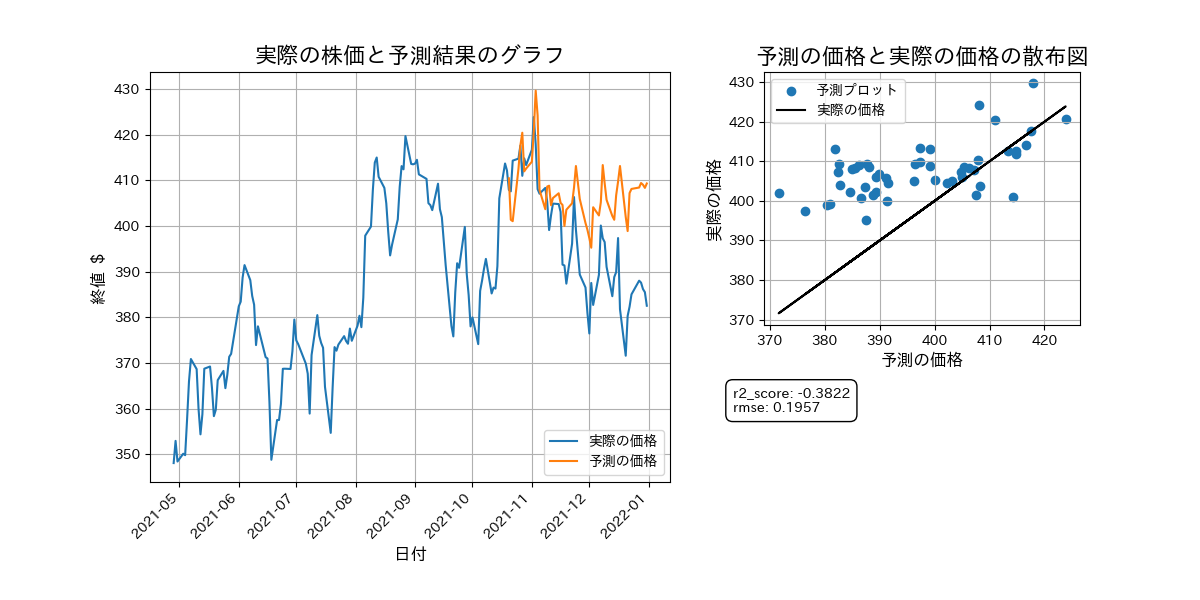 実際の株価と予測結果のグラフ
終値 $
430
420
410
400
390
380
370
360
350
2021-05
2021-06
2021-07
2021-08
2021-09
2021-10
2021-11
2021-12
2022-01
日付
実際の価格
予測の価格
予測の価格と実際の価格の散布図
実際の価格
430
420
410
400
390
380
370
370
380
390
400
410
420
予測の価格
予測プロット
実際の価格
r2_score: -0.3822
rmse: 0.1957